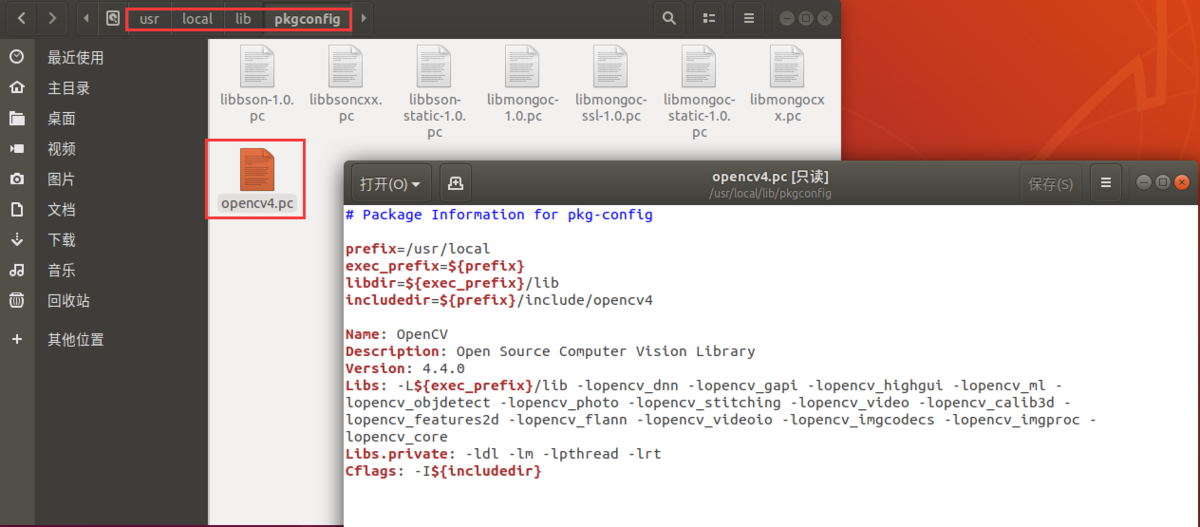 usr local lib pkgconfig
最近使用
主目录
桌面
视频
图片
文档
下载
音乐
回收站
其他位置
libbson-1.0.
pc
libbsoncxx.
pc
libbson-
static-1.0.
pc
libmongoc-
1.0.pc
libmongoc-
ssl-1.0.pc
libmongoc-
static-1.0.
pc
libmongocx
x.pc
opencv4.pc
打开(O)
opencv4.pc [只读]
/usr/local/lib/pkgconfig
保存(S)
# Package Information for pkg-config
prefix=/usr/local
exec_prefix=${prefix}
libdir=${exec_prefix}/lib
includedir=${prefix}/include/opencv4
Name: OpenCV
Description: Open Source Computer Vision Library
Version: 4.4.0
Libs: -L${exec_prefix}/lib -lopencv_dnn -lopencv_gapi -lopencv_highgui -lopencv_ml -
lopencv_objdetect -lopencv_photo -lopencv_stitching -lopencv_video -lopencv_calib3d -
lopencv_features2d -lopencv_flann -lopencv_videoio -lopencv_imgcodecs -lopencv_imgproc -
lopencv_core
Libs.private: -ldl -lm -lpthread -lrt
Cflags: -I${includedir}